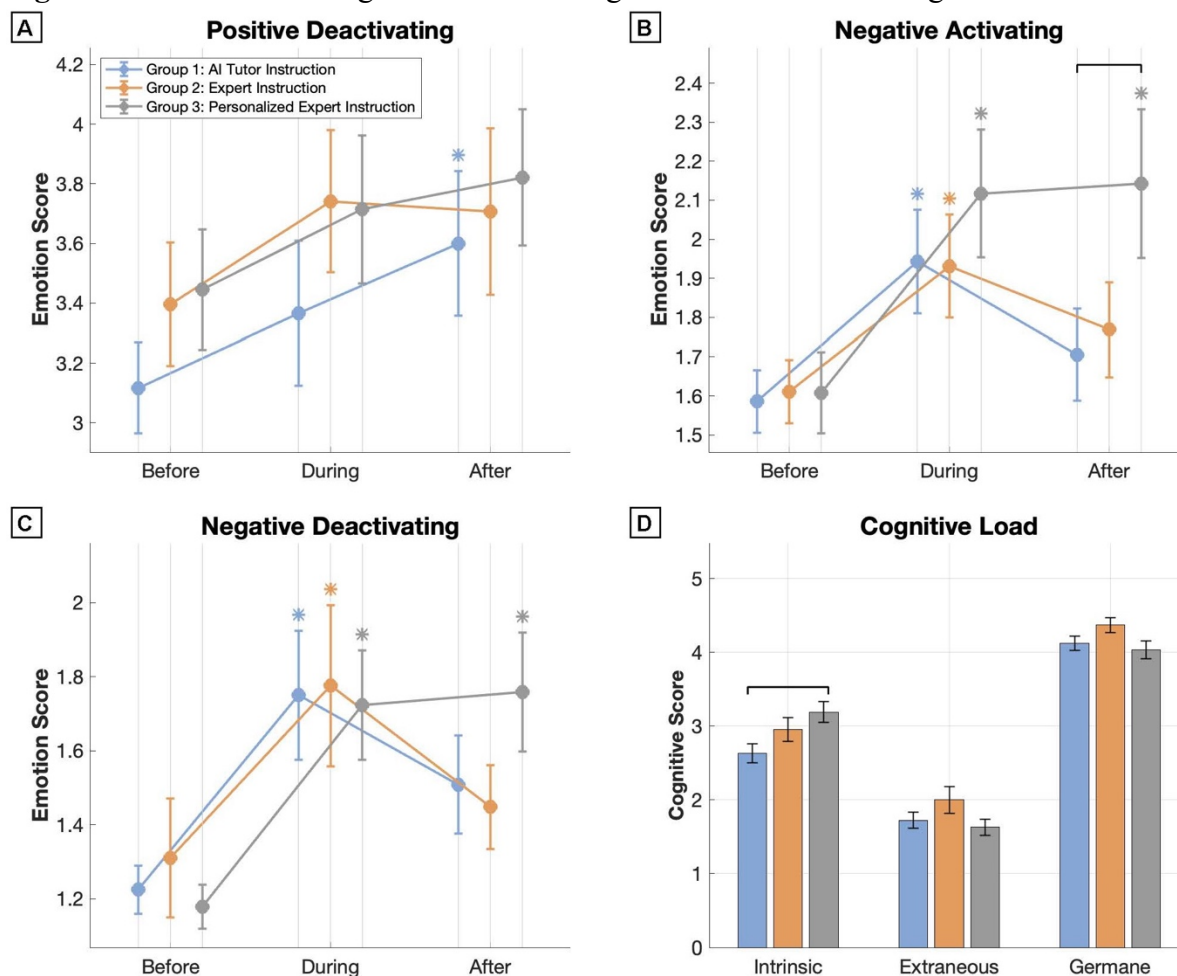 A
Positive Deactivating
Emotion Score
4.2
4
3.8
3.6
3.4
3.2
3
Group 1: AI Tutor Instruction
Group 2: Expert Instruction
Group 3: Personalized Expert Instruction
*
Before During After
B
Negative Activating
Emotion Score
2.4
2.3
2.2
2.1
2
1.9
1.8
1.7
1.6
1.5
* * * *
Before During After
C
Negative Deactivating
Emotion Score
2
1.8
1.6
1.4
1.2
* * * *
Before During After
D
Cognitive Load
Cognitive Score
5
4
3
2
1
0
Intrinsic Extraneous Germane